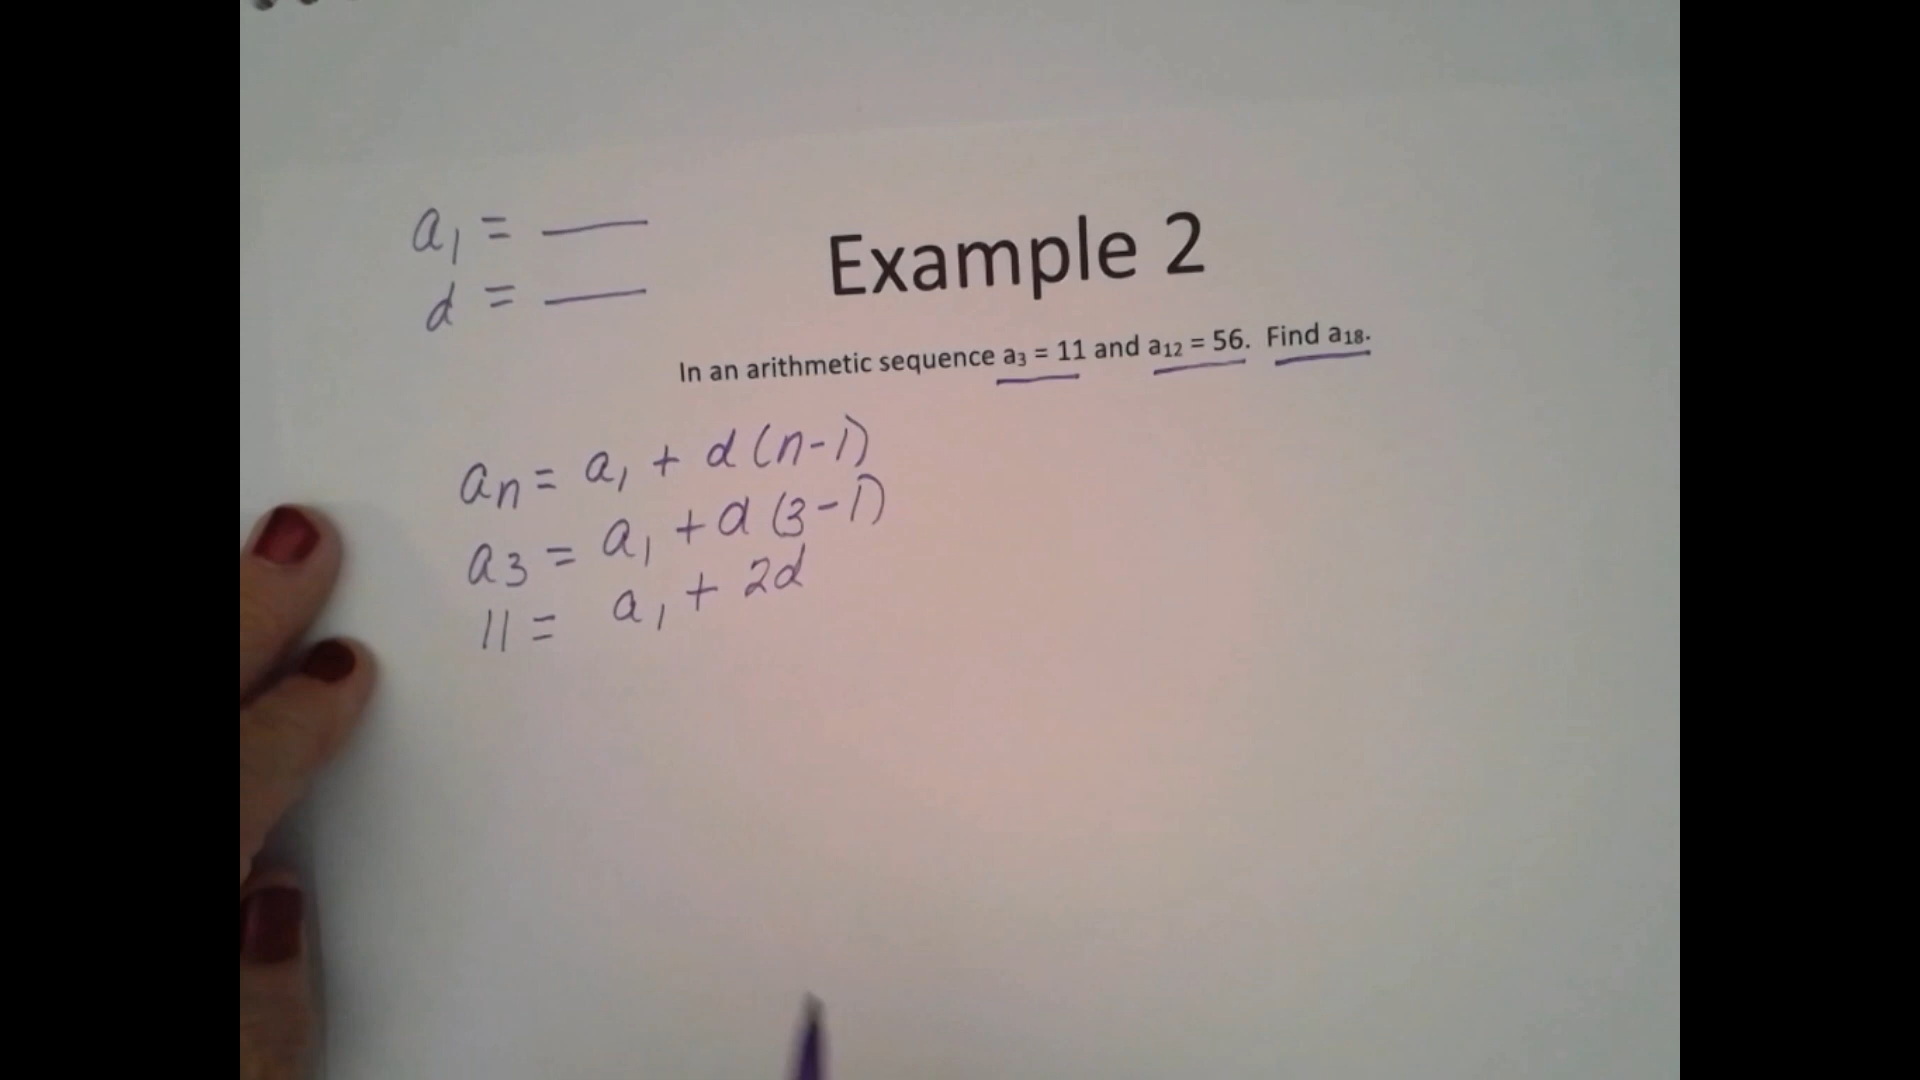 a₁ = ___
d = ___
Example 2
In an arithmetic sequence a₃ = 11 and a₁₂ = 56. Find a₁₈.
aₙ = a₁ + d(n-1)
a₃ = a₁ + d(3-1)
11 = a₁ + 2d